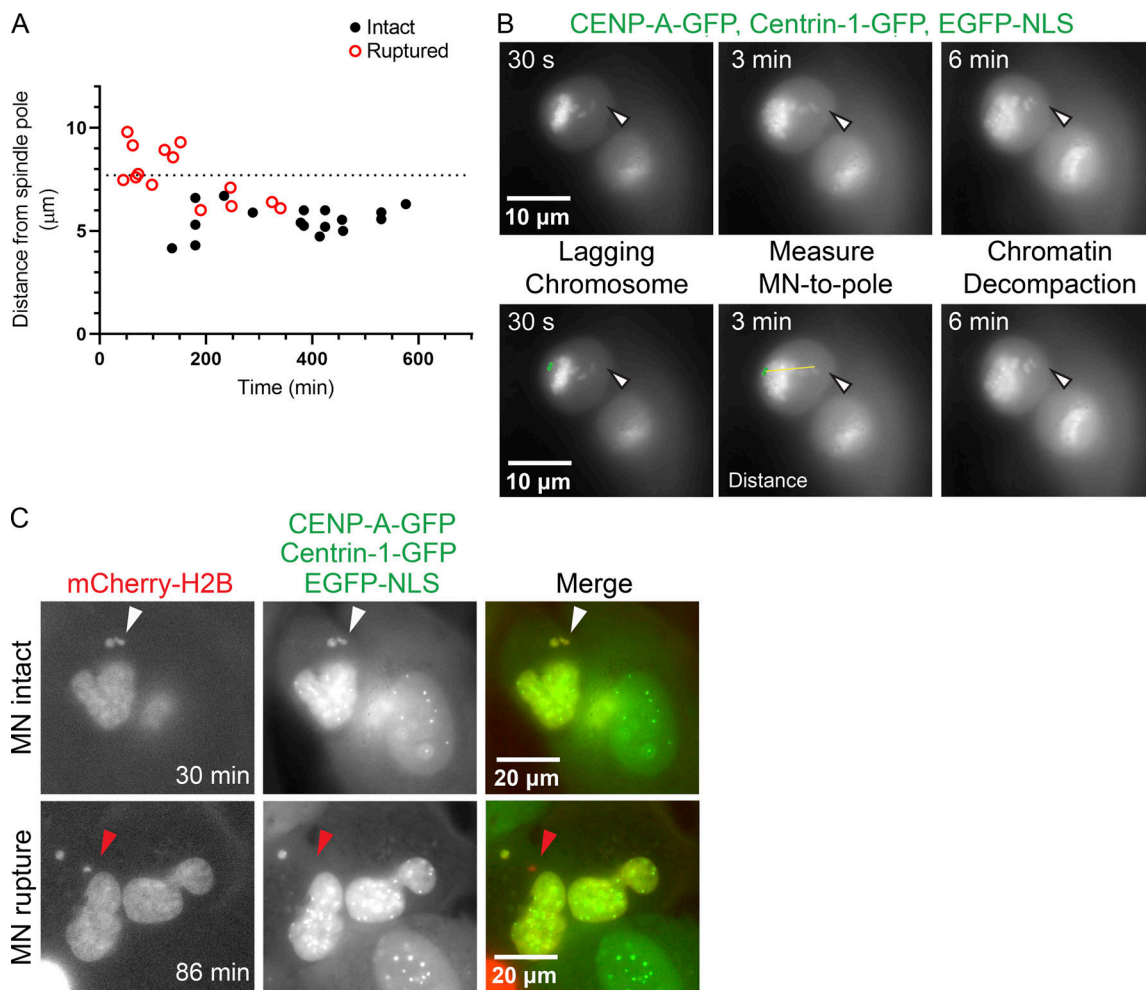 A
Intact
Ruptured
Distance from spindle pole
(μm)
10
5
0
0
200
400
600
Time (min)
B
CENP-A-GFP, Centrin-1-GFP, EGFP-NLS
30 s
3 min
6 min
10 μm
Lagging
Chromosome
Measure
MN-to-pole
Chromatin
Decompaction
30 s
3 min
6 min
10 μm
Distance
C
mCherry-H2B
CENP-A-GFP
Centrin-1-GFP
EGFP-NLS
Merge
MN intact
30 min
20 μm
MN rupture
86 min
20 μm